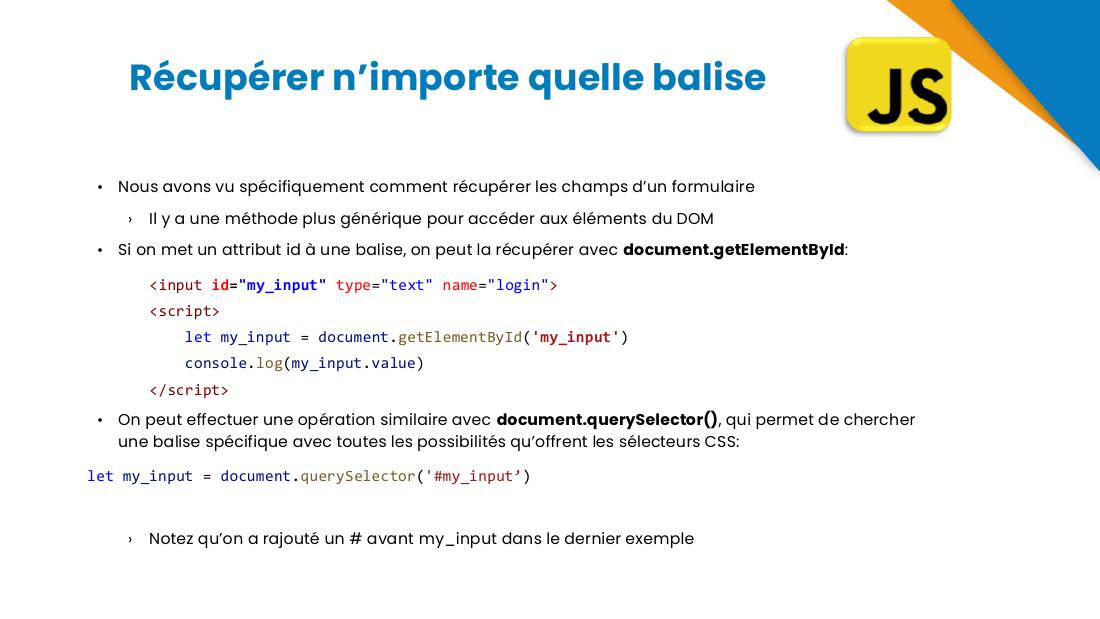 Récupérer n’importe quelle balise
JS
• Nous avons vu spécifiquement comment récupérer les champs d’un formulaire
› Il y a une méthode plus générique pour accéder aux éléments du DOM
• Si on met un attribut id à une balise, on peut la récupérer avec document.getElementById:
<input id="my_input" type="text" name="login">
<script>
    let my_input = document.getElementById('my_input')
    console.log(my_input.value)
</script>
• On peut effectuer une opération similaire avec document.querySelector(), qui permet de chercher
une balise spécifique avec toutes les possibilités qu’offrent les sélecteurs CSS:
let my_input = document.querySelector('#my_input’)
› Notez qu’on a rajouté un # avant my_input dans le dernier exemple